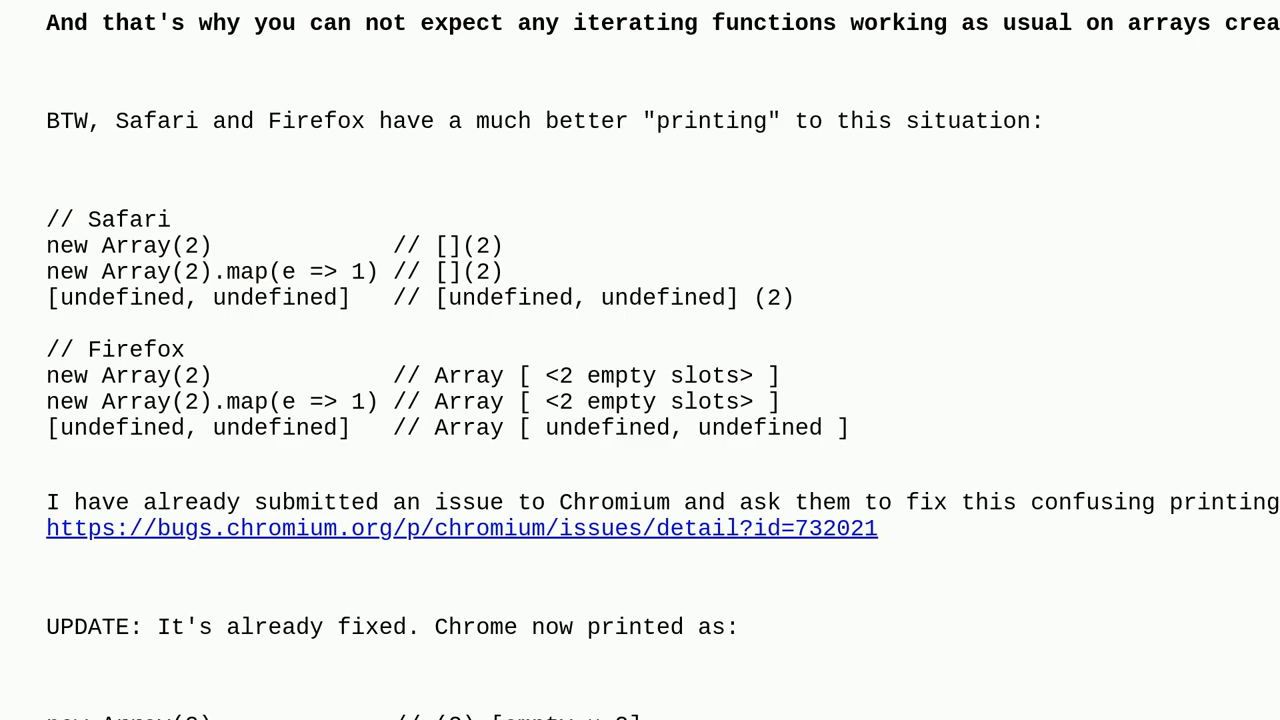 And that's why you can not expect any iterating functions working as usual on arrays
BTW, Safari and Firefox have a much better "printing" to this situation:
// Safari
new Array(2)             // [](2)
new Array(2).map(e => 1) // [](2)
[undefined, undefined]   // [undefined, undefined] (2)
// Firefox
new Array(2)             // Array [ <2 empty slots> ]
new Array(2).map(e => 1) // Array [ <2 empty slots> ]
[undefined, undefined]   // Array [ undefined, undefined ]
I have already submitted an issue to Chromium and ask them to fix this confusing printing
https://bugs.chromium.org/p/chromium/issues/detail?id=732021
UPDATE: It's already fixed. Chrome now printed as: